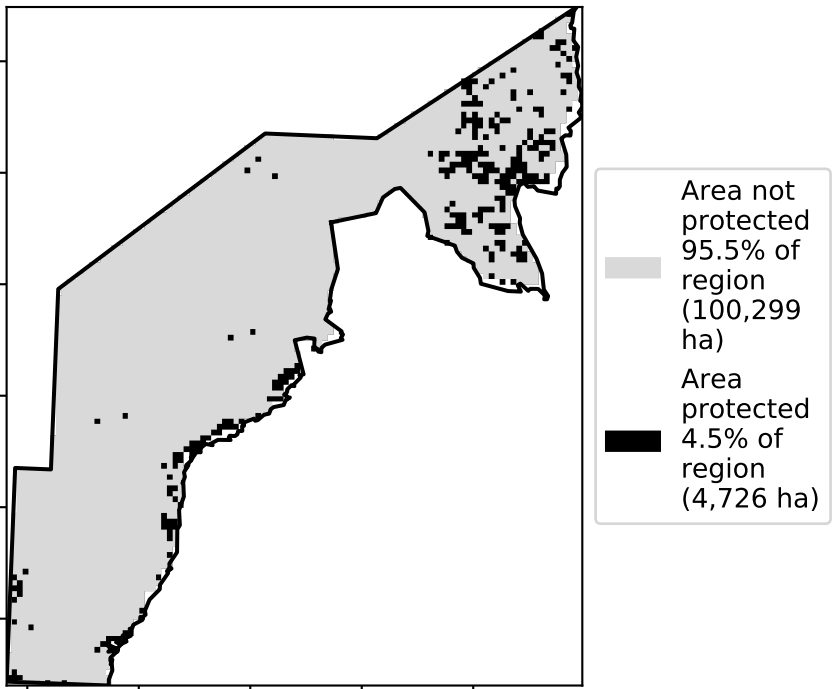 Area not
protected
95.5% of
region
(100,299
ha)
Area
protected
4.5% of
region
(4,726 ha)